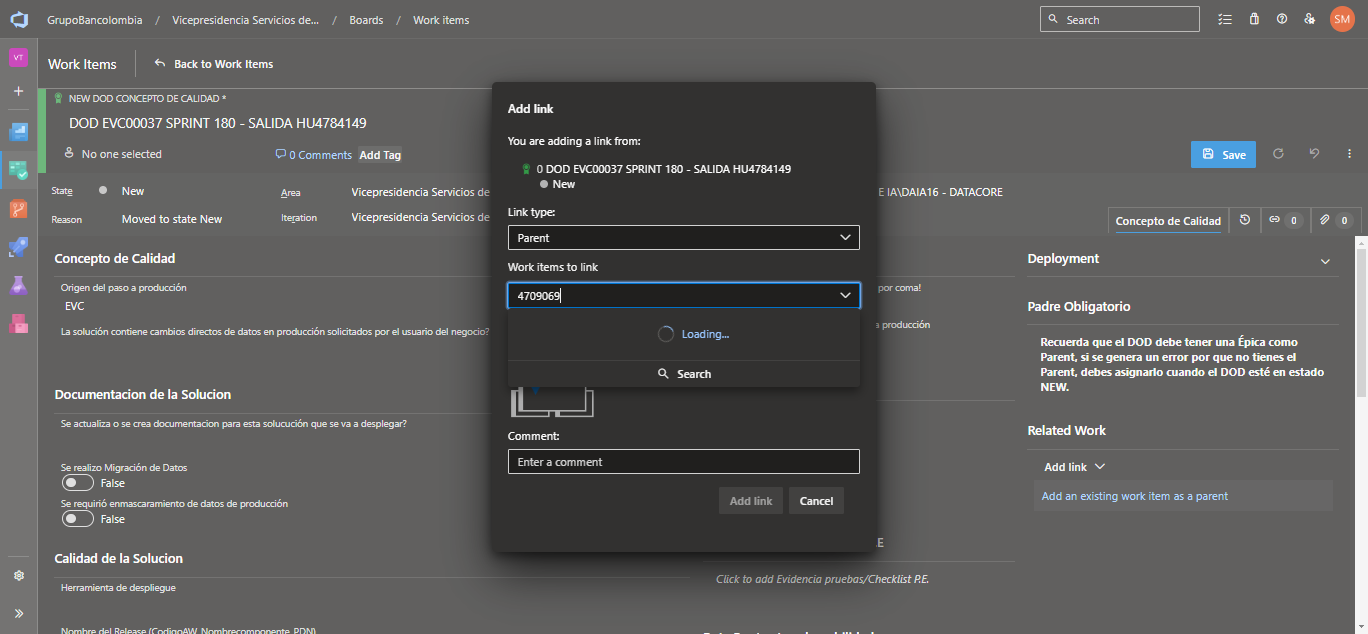 GrupoBancolombia / Vicepresidencia Servicios de... / Boards / Work items
Search
SM
VT
Work Items
Back to Work Items
NEW DOD CONCEPTO DE CALIDAD *
DOD EVC00037 SPRINT 180 - SALIDA HU4784149
No one selected
0 Comments
Add Tag
Save
State
New
Area
Vicepresidencia Servicios de
E IA\DAIA16 - DATACORE
Reason
Moved to state New
Iteration
Vicepresidencia Servicios de
Concepto de Calidad
0
0
Concepto de Calidad
Origen del paso a producción
EVC
por coma!
La solución contiene cambios directos de datos en producción solicitados por el usuario del negocio?
a producción
Documentacion de la Solucion
Se actualiza o se crea documentacion para esta solucución que se va a desplegar?
Se realizo Migración de Datos
False
Se requirió enmascaramiento de datos de producción
False
Calidad de la Solucion
Herramienta de despliegue
Nombre del Release (CodigoAW_Nombrecomponente_PDN)
E
Click to add Evidencia pruebas/Checklist P.E.
Add link
You are adding a link from:
0 DOD EVC00037 SPRINT 180 - SALIDA HU4784149
New
Link type:
Parent
Work items to link
4709069
Loading...
Search
Comment:
Enter a comment
Add link
Cancel
Deployment
Padre Obligatorio
Recuerda que el DOD debe tener una Épica como
Parent, si se genera un error por que no tienes el
Parent, debes asignarlo cuando el DOD esté en estado
NEW.
Related Work
Add link
Add an existing work item as a parent